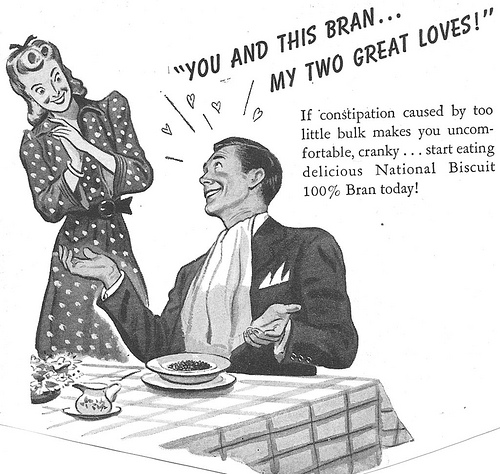 "YOU AND THIS BRAN...
MY TWO GREAT LOVES!"
If constipation caused by too
little bulk makes you uncom-
fortable, cranky . . . start eating
delicious National Biscuit
100% Bran today!